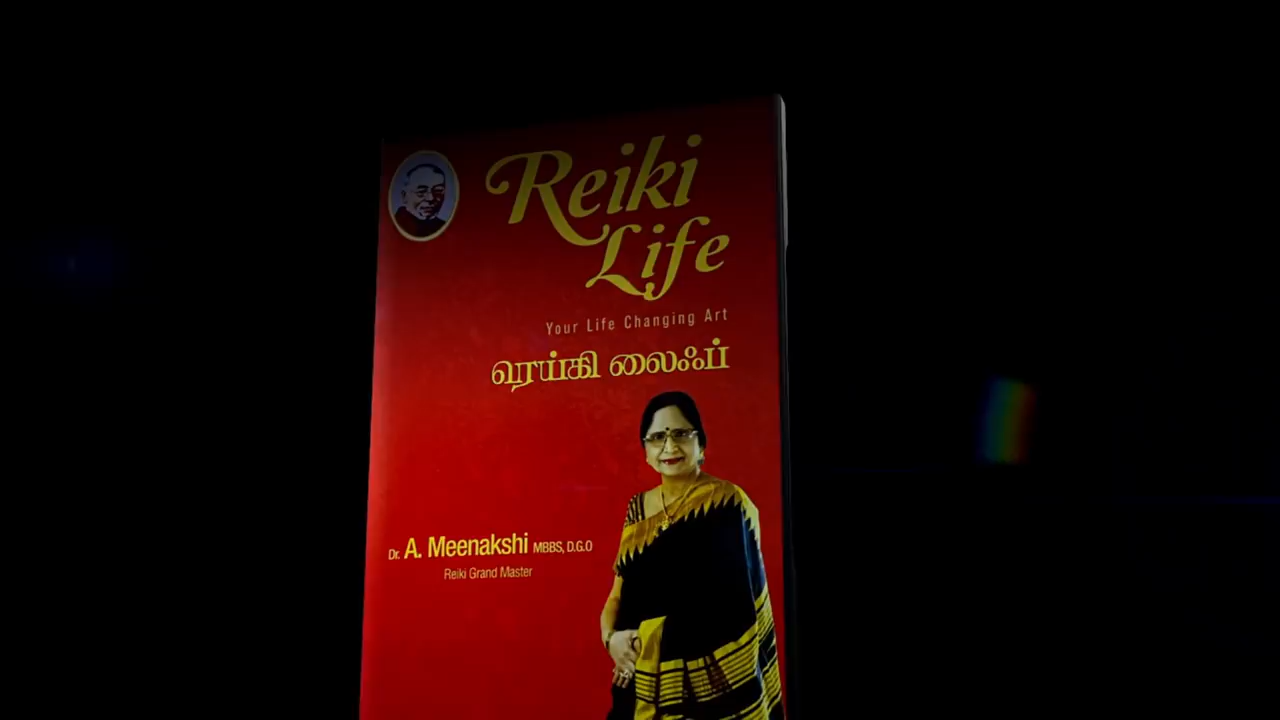 Reiki
Life
Your Life Changing Art
ரெய்கி லைஃப்
Dr. A. Meenakshi MBBS, D.G.O
Reiki Grand Master